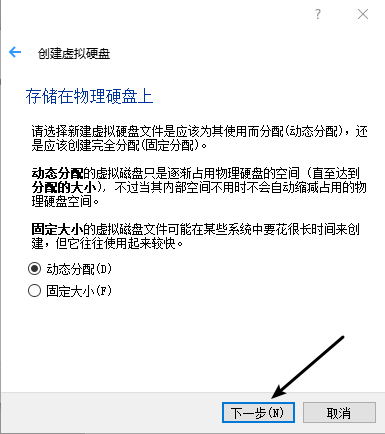 创建虚拟硬盘
存储在物理硬盘上
请选择新建虚拟硬盘文件是应该为其使用而分配(动态分配)，还
是应该创建完全分配(固定分配)。
动态分配的虚拟磁盘只是逐渐占用物理硬盘的空间（直至达到
分配的大小），不过当其内部空间不用时不会自动缩减占用的物
理硬盘空间。
固定大小的虚拟磁盘文件可能在某些系统中要花很长时间来创
建，但它往往使用起来较快。
动态分配(D)
固定大小(F)
下一步(N)
取消